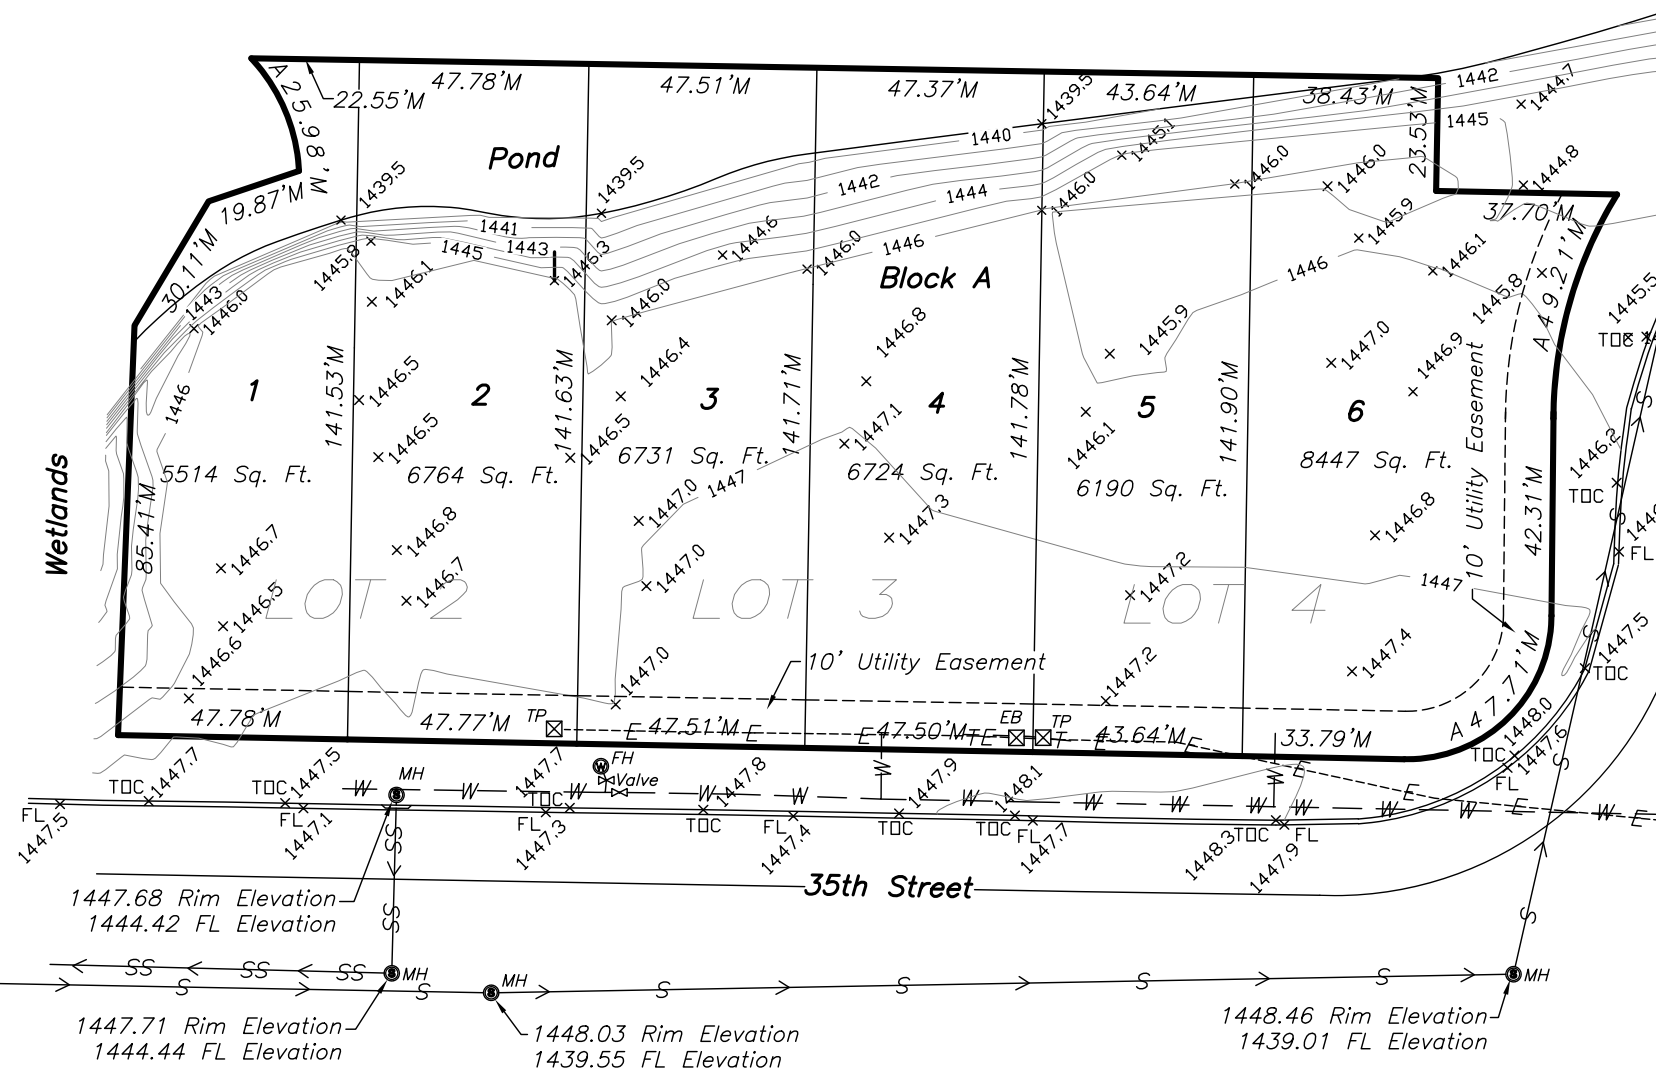 1442
1444.7
47.78'M
47.51'M
47.37'M
43.64'M
38.43'M
22.55'M
A 25.98'M
1439.5
1440
1445
1445.1
23.53'M
Pond
1439.5
1439.5
1446.0
1446.0
1444.8
19.87'M
1442
1444
1446.0
37.70'M
1441
1445
1443
1446.3
1444.6
1446.0
1446
1445.9
30.11'M
1445.8
1446.1
Block A
1446
1446.1
1445.8
A 49.21'M
1443
1446.0
1446.0
1445.5
1446.8
1445.9
1447.0
1446.9
TOC
1446.4
1446.5
141.53'M
141.63'M
141.71'M
141.78'M
141.90'M
10' Utility Easement
1446
1
2
3
4
5
6
S
1446.5
1446.5
1447.1
1446.1
1446.2
5514 Sq. Ft.
6764 Sq. Ft.
6731 Sq. Ft.
6724 Sq. Ft.
6190 Sq. Ft.
8447 Sq. Ft.
1447
TOC
Wetlands
85.41'M
1447.0
1447.3
1446.8
42.31'M
S
1446.7
1446.8
1447.0
1447.2
1447
FL
1446.5
1446.7
LOT 2
LOT 3
LOT 4
1446.6
1447.0
10' Utility Easement
1447.2
1447.4
A 47.71'M
S
1447.5
TOC
47.78'M
47.77'M
TP
E
47.51'M
E
E
47.50'M
TE
EB
TP
T
E
43.64'M
E
33.79'M
1448.0
TOC
1447.6
FL
S
1447.7
TOC
1447.5
TOC
MH
1447.7
TOC
FH
Valve
1447.8
TOC
1447.9
TOC
1448.1
TOC
E
E
E
E
W W W W W W W W W W W W
FL
1447.5
FL
1447.1
FL
1447.3
FL
1447.4
FL
1447.7
1448.3
TOC
FL
1447.9
SS
35th Street
1447.68 Rim Elevation
1444.42 FL Elevation
SS
S
SS SS SS
MH
MH
S S S S S S
MH
1447.71 Rim Elevation
1444.44 FL Elevation
1448.03 Rim Elevation
1439.55 FL Elevation
1448.46 Rim Elevation
1439.01 FL Elevation